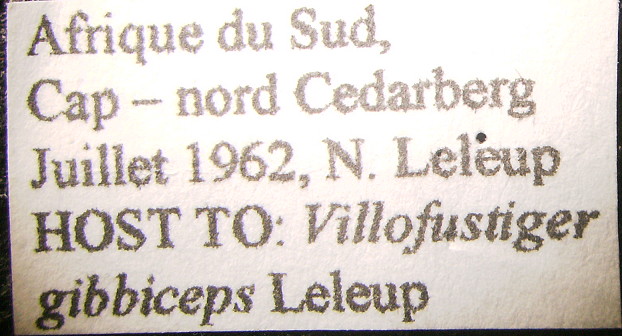 Afrique du Sud,
Cap – nord Cedarberg
Juillet 1962, N. Leleup
HOST TO: Villofustiger
gibbiceps Leleup